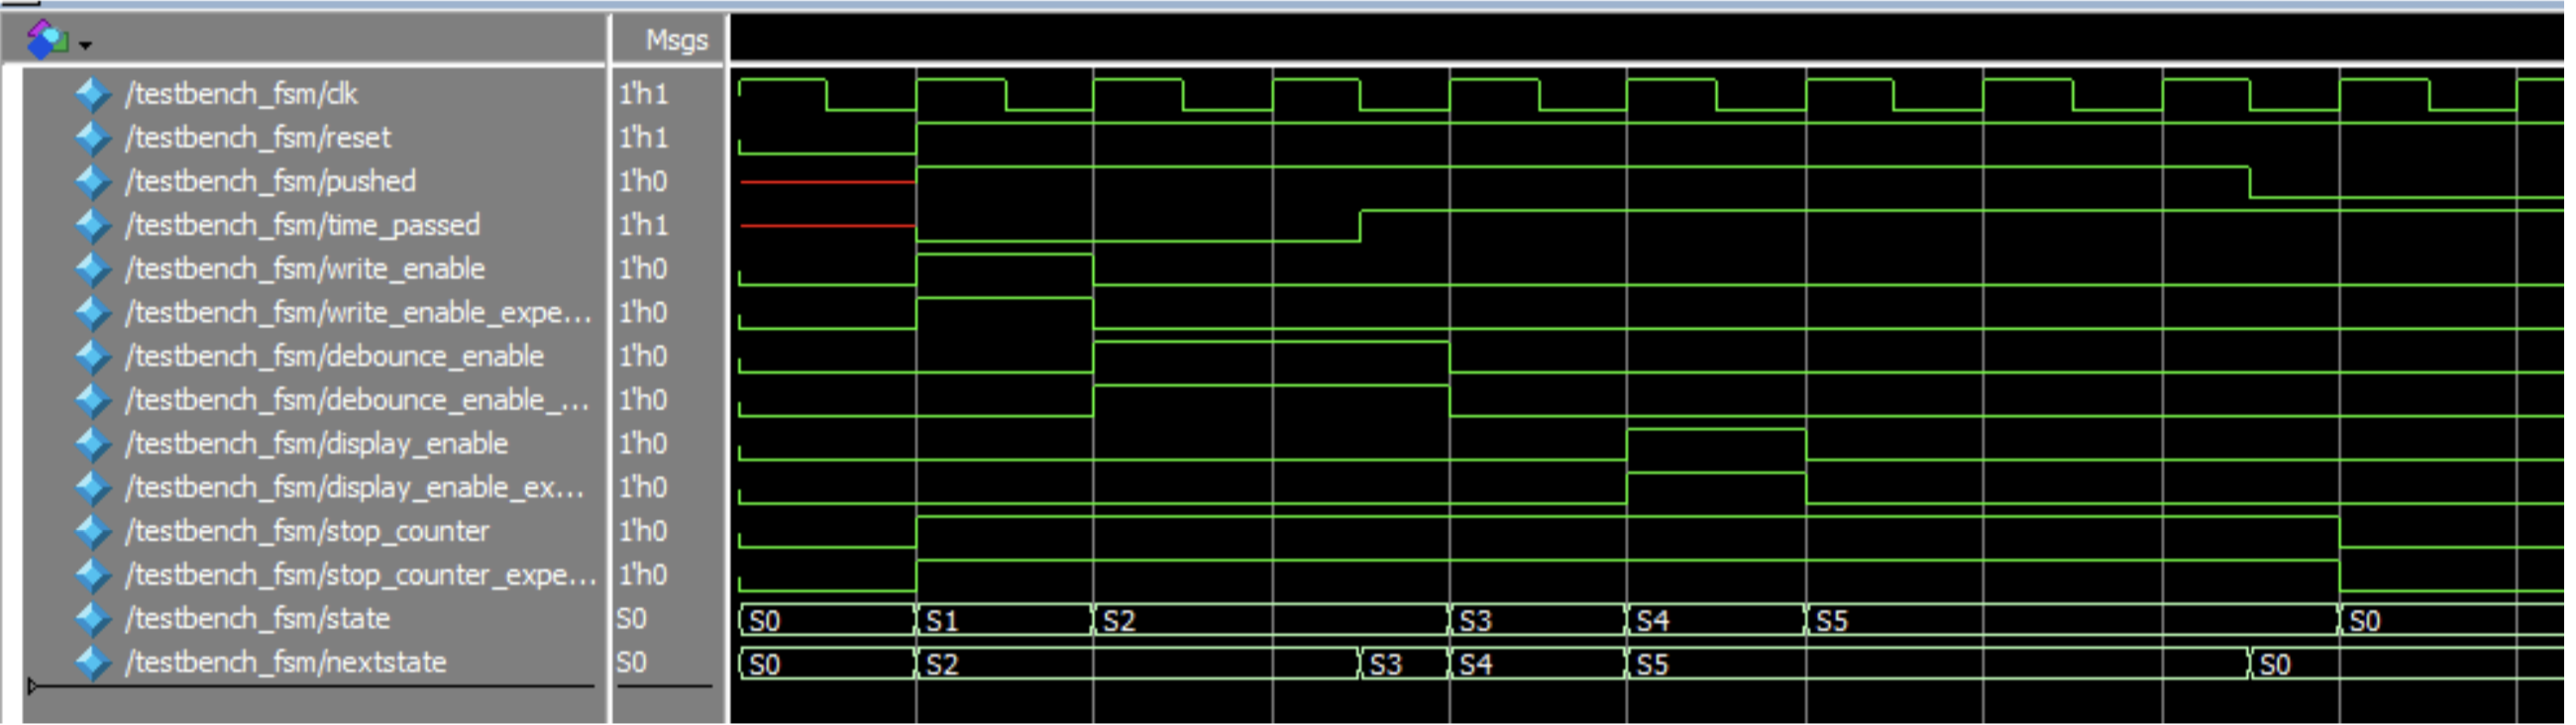 Msgs
/testbench_fsm/clk 1'h1
/testbench_fsm/reset 1'h1
/testbench_fsm/pushed 1'h0
/testbench_fsm/time_passed 1'h1
/testbench_fsm/write_enable 1'h0
/testbench_fsm/write_enable_expe... 1'h0
/testbench_fsm/debounce_enable 1'h0
/testbench_fsm/debounce_enable_... 1'h0
/testbench_fsm/display_enable 1'h0
/testbench_fsm/display_enable_ex... 1'h0
/testbench_fsm/stop_counter 1'h0
/testbench_fsm/stop_counter_expe... 1'h0
/testbench_fsm/state S0 S0 S1 S2 S3 S4 S5 S0
/testbench_fsm/nextstate S0 S0 S2 S3 S4 S5 S0